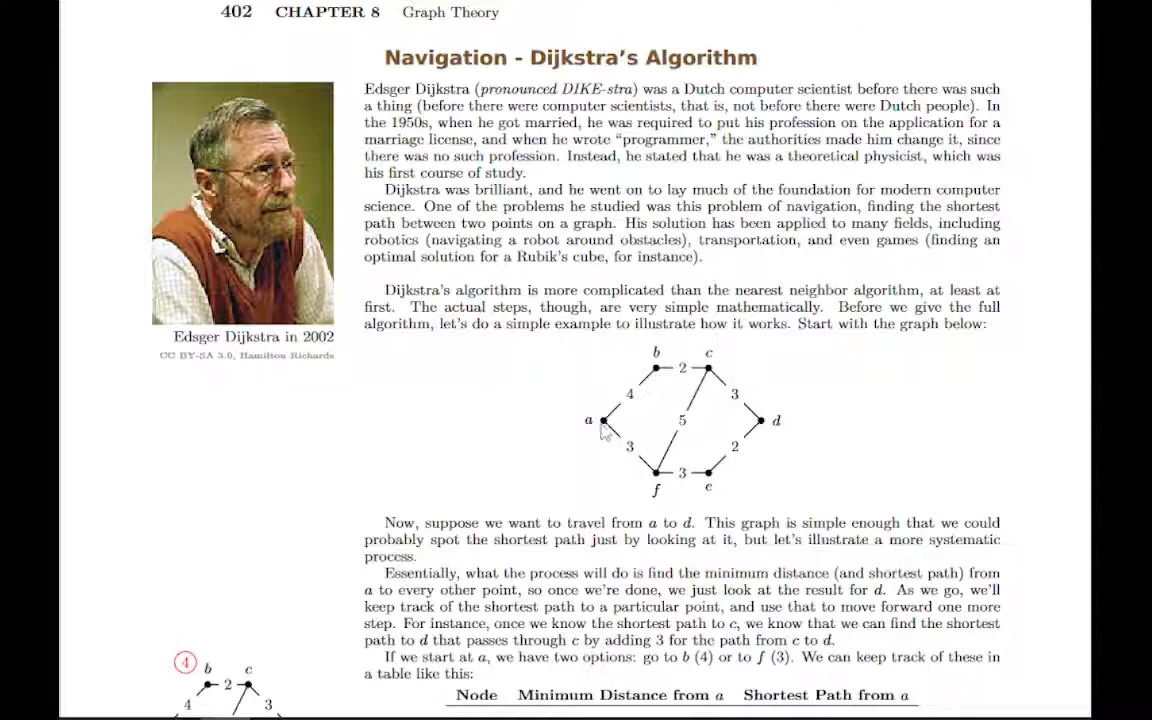 402 CHAPTER 8 Graph Theory
Navigation - Dijkstra's Algorithm
Edsger Dijkstra (pronounced DIKE-stra) was a Dutch computer scientist before there was such
a thing (before there were computer scientists, that is, not before there were Dutch people). In
the 1950s, when he got married, he was required to put his profession on the application for a
marriage license, and when he wrote “programmer,” the authorities made him change it, since
there was no such profession. Instead, he stated that he was a theoretical physicist, which was
his first course of study.
Dijkstra was brilliant, and he went on to lay much of the foundation for modern computer
science. One of the problems he studied was this problem of navigation, finding the shortest
path between two points on a graph. His solution has been applied to many fields, including
robotics (navigating a robot around obstacles), transportation, and even games (finding an
optimal solution for a Rubik's cube, for instance).
Edsger Dijkstra in 2002
CC BY-SA 3.0, Hamilton Richards
Dijkstra's algorithm is more complicated than the nearest neighbor algorithm, at least at
first. The actual steps, though, are very simple mathematically. Before we give the full
algorithm, let's do a simple example to illustrate how it works. Start with the graph below:
b c
2
4 3
a 5 d
3 2
3
f e
Now, suppose we want to travel from a to d. This graph is simple enough that we could
probably spot the shortest path just by looking at it, but let's illustrate a more systematic
process.
Essentially, what the process will do is find the minimum distance (and shortest path) from
a to every other point, so once we're done, we just look at the result for d. As we go, we'll
keep track of the shortest path to a particular point, and use that to move forward one more
step. For instance, once we know the shortest path to c, we know that we can find the shortest
path to d that passes through c by adding 3 for the path from c to d.
If we start at a, we have two options: go to b (4) or to f (3). We can keep track of these in
a table like this:
Node Minimum Distance from a Shortest Path from a
4 b c
2
4 3